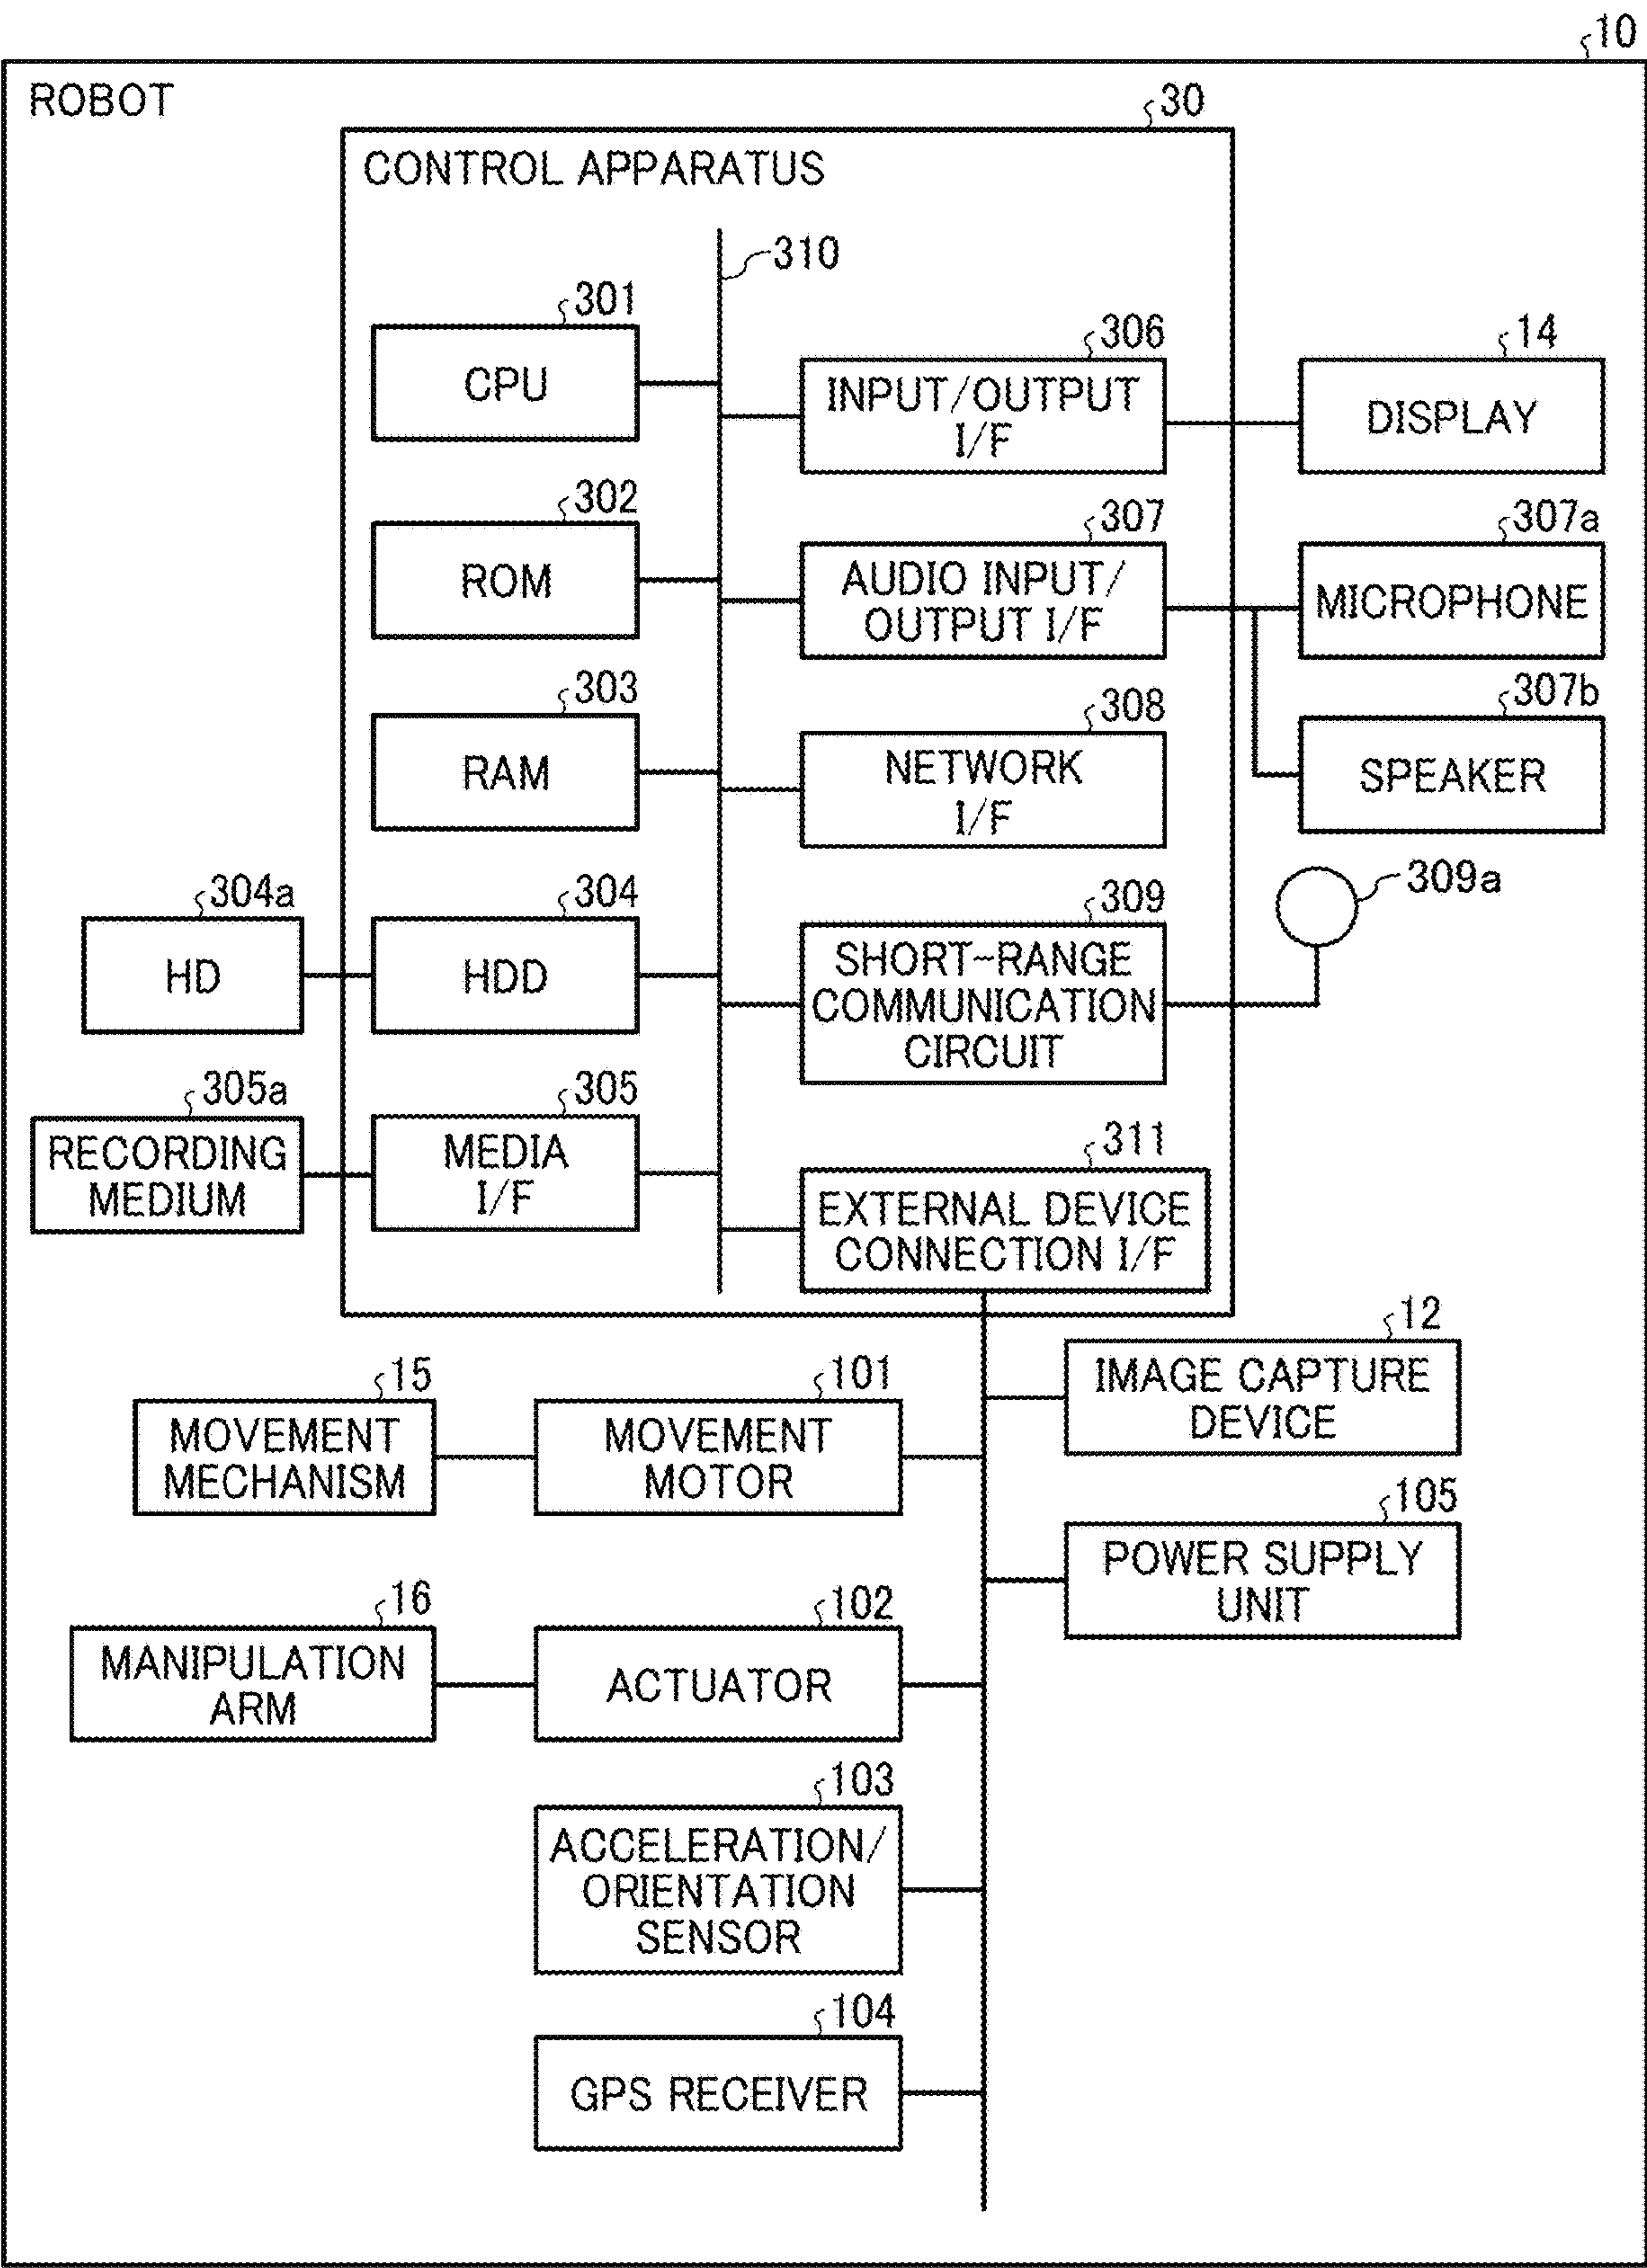 10
ROBOT
30
CONTROL APPARATUS
310
301
CPU
306
INPUT/OUTPUT
I/F
14
DISPLAY
302
ROM
307
AUDIO INPUT/
OUTPUT I/F
307a
MICROPHONE
307b
SPEAKER
303
RAM
308
NETWORK
I/F
309a
304a
HD
304
HDD
309
SHORT-RANGE
COMMUNICATION
CIRCUIT
305a
RECORDING
MEDIUM
305
MEDIA
I/F
311
EXTERNAL DEVICE
CONNECTION I/F
12
IMAGE CAPTURE
DEVICE
15
MOVEMENT
MECHANISM
101
MOVEMENT
MOTOR
105
POWER SUPPLY
UNIT
16
MANIPULATION
ARM
102
ACTUATOR
103
ACCELERATION/
ORIENTATION
SENSOR
104
GPS RECEIVER